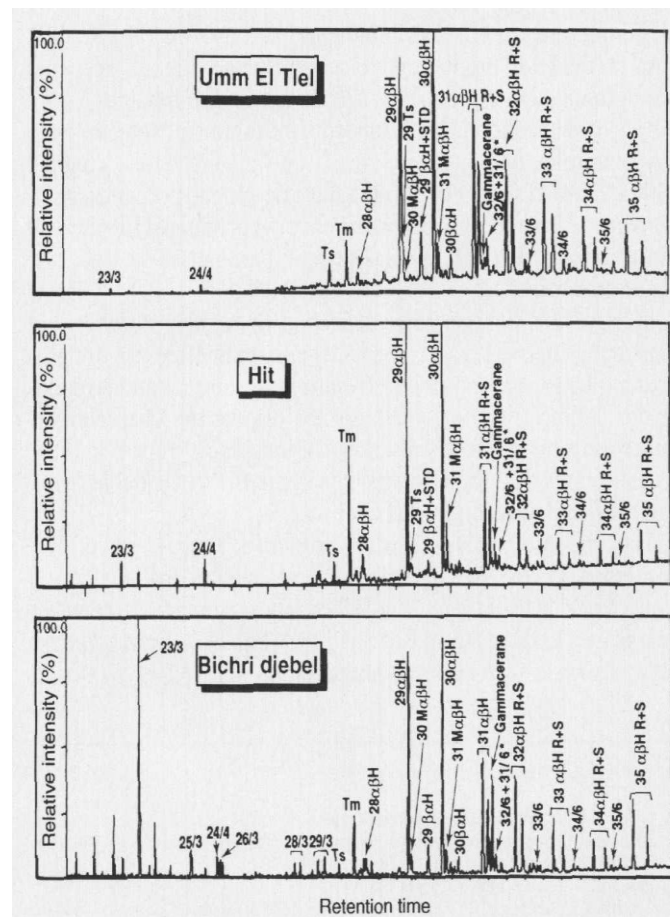 100.0
Relative intensity (%)
Umm El Tlel
23/3
24/4
Ts
Tm
28αβH
29αβH
29 Ts
30 MαβH
29 βαH+STD
30αβH
31 MαβH
30βαH
31αβH R+S
Gammacerane
32/6 + 31/ 6*
32αβH R+S
33/6
33 αβH R+S
34/6
34αβH R+S
35/6
35 αβH R+S
100.0
Relative intensity (%)
Hit
23/3
24/4
Ts
Tm
28αβH
29αβH
29 Ts
29 βαH+STD
30αβH
31 MαβH
31αβH R+S
Gammacerane
32/6 +31/ 6*
32αβH R+S
33/6
33αβH R+S
34/6
34αβH R+S
35/6
35 αβH R+S
100.0
Relative intensity (%)
Bichri djebel
23/3
25/3
24/4
26/3
28/3
29/3
Ts
Tm
28αβH
29αβH
30 MαβH
29 βαH
30αβH
31 MαβH
30βαH
31αβH
32/6 +31/ 6* Gammacerane
32αβH R+S
33/6
33 αβH R+S
34/6
34αβH R+S
35/6
35 αβH R+S
Retention time